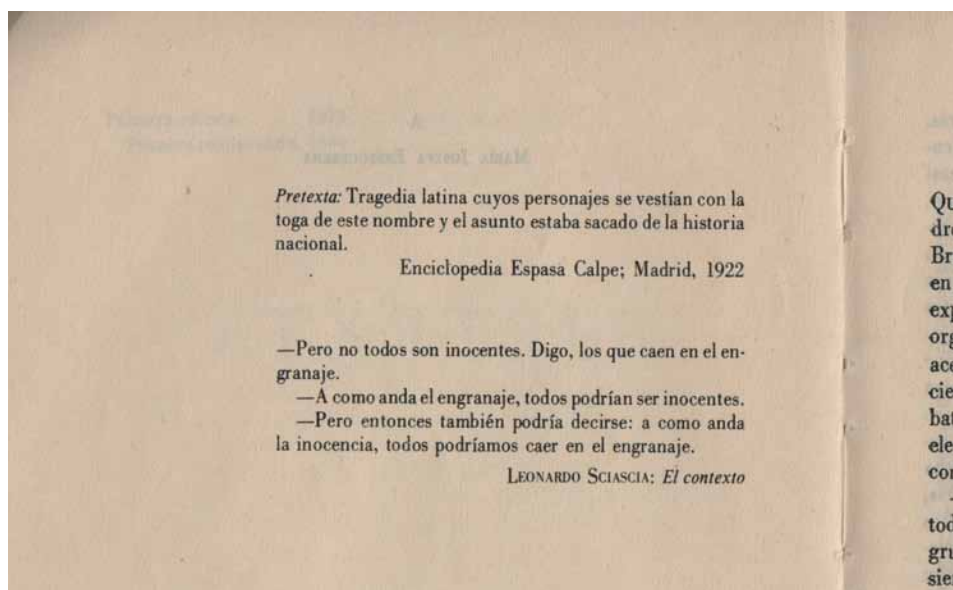 Pretexta: Tragedia latina cuyos personajes se vestían con la
toga de este nombre y el asunto estaba sacado de la historia
nacional.
Enciclopedia Espasa Calpe; Madrid, 1922
—Pero no todos son inocentes. Digo, los que caen en el en-
granaje.
—A como anda el engranaje, todos podrían ser inocentes.
—Pero entonces también podría decirse: a como anda
la inocencia, todos podríamos caer en el engranaje.
LEONARDO SCIASCIA: El contexto